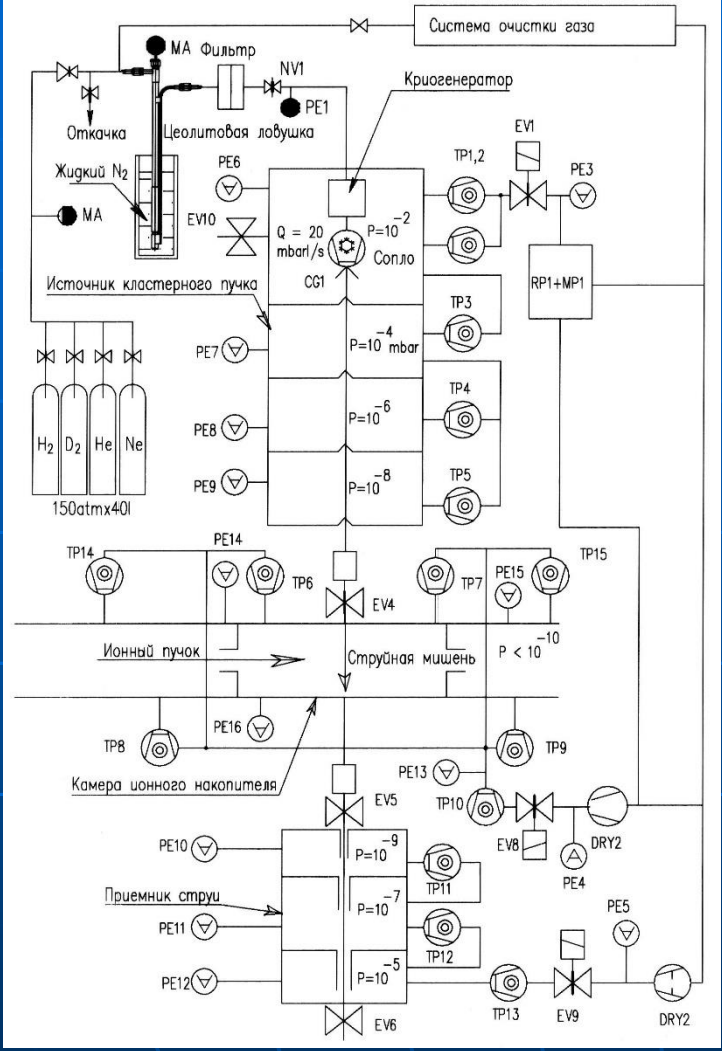 Система очистки газа
MA
Фильтр
NV1
Криогенератор
PE1
Откачка
Цеолитовая ловушка
Жидкий N2
MA
EV1
TP1,2
PE3
PE6
EV10
Q = 20
mbarl/s
P=10^-2
Сопло
CG1
RP1+MP1
Источник кластерного пучка
TP3
P=10^-4 mbar
PE7
TP4
P=10^-6
PE8
H2 D2 He Ne
PE9
P=10^-8
TP5
150atmx40l
TP14
PE14
TP6
TP7
PE15
TP15
EV4
Ионный пучок
Струйная мишень
P < 10^-10
TP8
PE16
TP9
Камера ионного накопителя
PE13
TP10
EV5
EV8
PE4
DRY2
PE10
P=10^-9
TP11
Приемник струи
P=10^-7
PE11
TP12
PE5
PE12
P=10^-5
TP13
EV9
DRY2
EV6